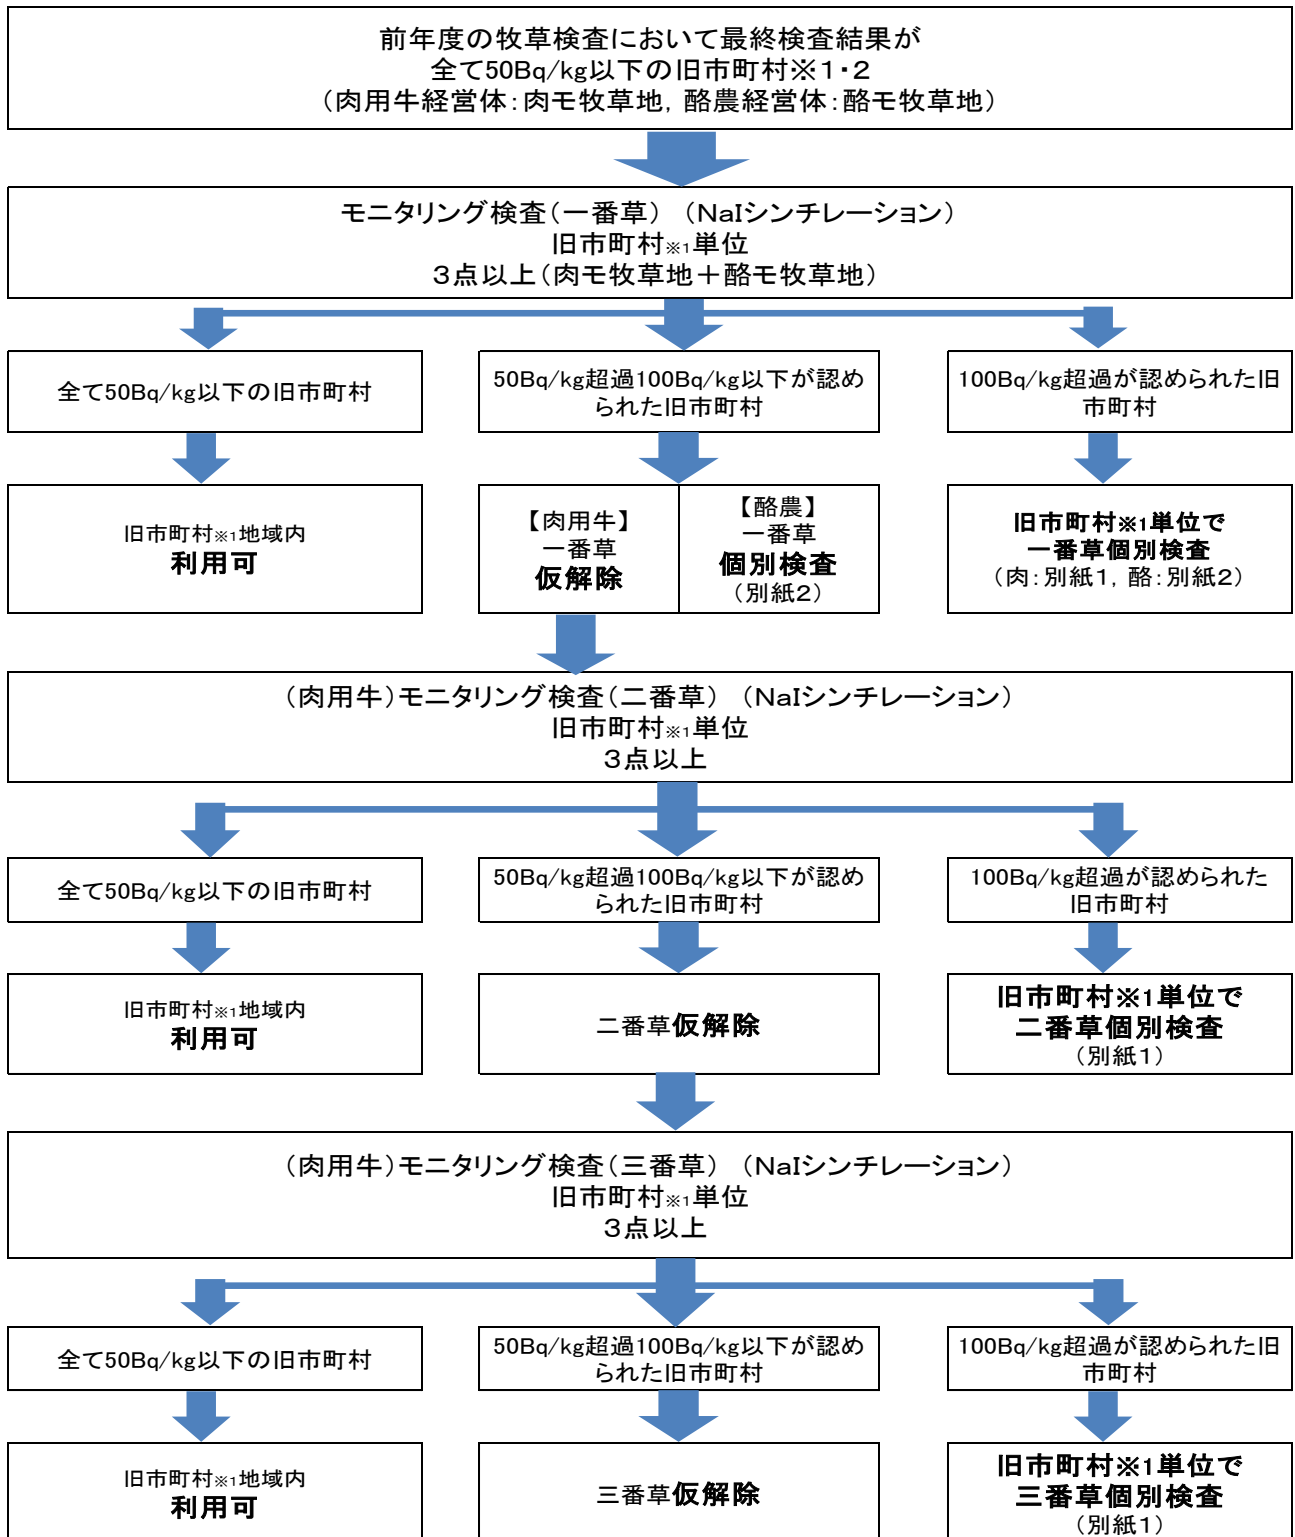 前年度の牧草検査において最終検査結果が
全て50Bq/kg以下の旧市町村※1・2
（肉用牛経営体：肉モ牧草地，酪農経営体：酪モ牧草地）
モニタリング検査（一番草）（NaIシンチレーション）
旧市町村※1単位
３点以上（肉モ牧草地＋酪モ牧草地）
全て50Bq/kg以下の旧市町村
50Bq/kg超過100Bq/kg以下が認め
られた旧市町村
100Bq/kg超過が認められた旧
市町村
旧市町村※1地域内
利用可
【肉用牛】
一番草
仮解除
【酪農】
一番草
個別検査
（別紙2）
旧市町村※1単位で
一番草個別検査
（肉：別紙1，酪：別紙2）
（肉用牛）モニタリング検査（二番草）（NaIシンチレーション）
旧市町村※1単位
３点以上
全て50Bq/kg以下の旧市町村
50Bq/kg超過100Bq/kg以下が認め
られた旧市町村
100Bq/kg超過が認められた
旧市町村
旧市町村※1地域内
利用可
二番草仮解除
旧市町村※1単位で
二番草個別検査
（別紙1）
（肉用牛）モニタリング検査（三番草）（NaIシンチレーション）
旧市町村※1単位
３点以上
全て50Bq/kg以下の旧市町村
50Bq/kg超過100Bq/kg以下が認め
られた旧市町村
100Bq/kg超過が認められた旧
市町村
旧市町村※1地域内
利用可
三番草仮解除
旧市町村※1単位で
三番草個別検査
（別紙1）